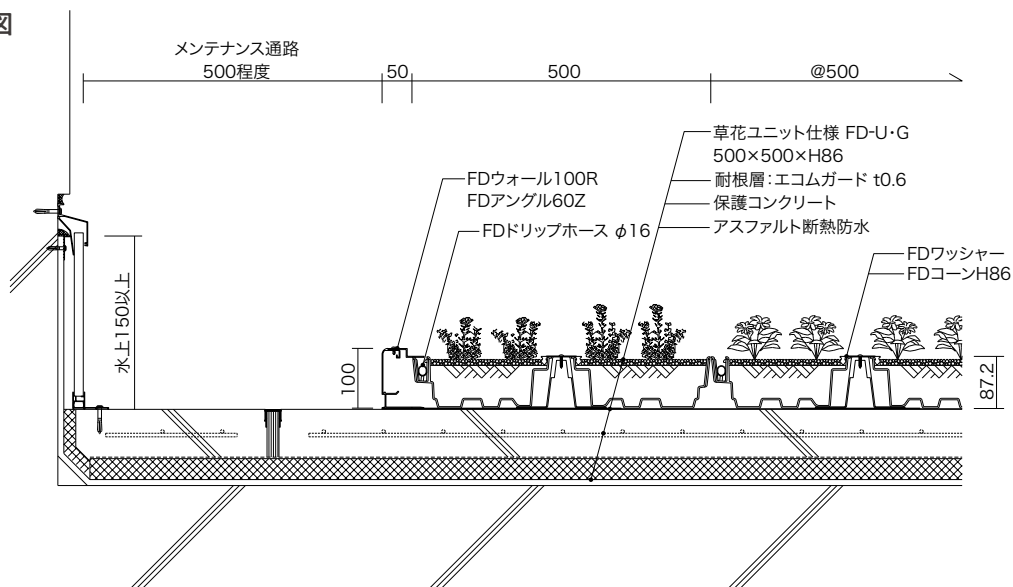 図
メンテナンス通路
500程度
50
500
@500
草花ユニット仕様 FD-U・G
500×500×H86
耐根層：エコムガード t0.6
保護コンクリート
アスファルト断熱防水
FDウォール100R
FDアングル60Z
FDドリップホース φ16
FDワッシャー
FDコーンH86
水上150以上
100
87.2